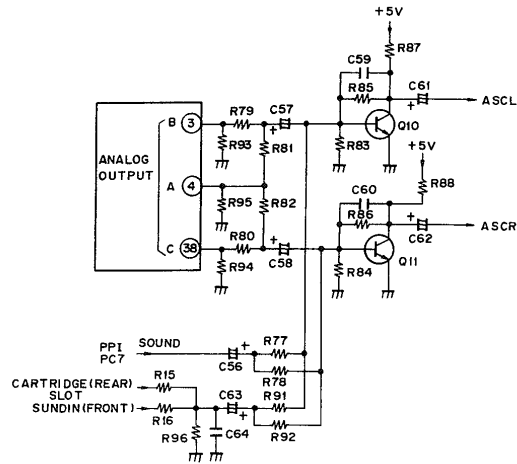 +5V
R87
C59
R85
C61
ASCL
B 3
R79
C57
+
+
R93
R81
R83
Q10
+5V
ANALOG
OUTPUT
A 4
R95
R82
C60
R88
R86
+
ASCR
C 38
R80
+
C58
C62
R94
R84
Q11
PPI
PC7
SOUND
+
C56
R77
R78
CARTRIDGE(REAR)
SLOT
R15
SUNDIN(FRONT)
R16
C63
+
R91
R96
C64
R92